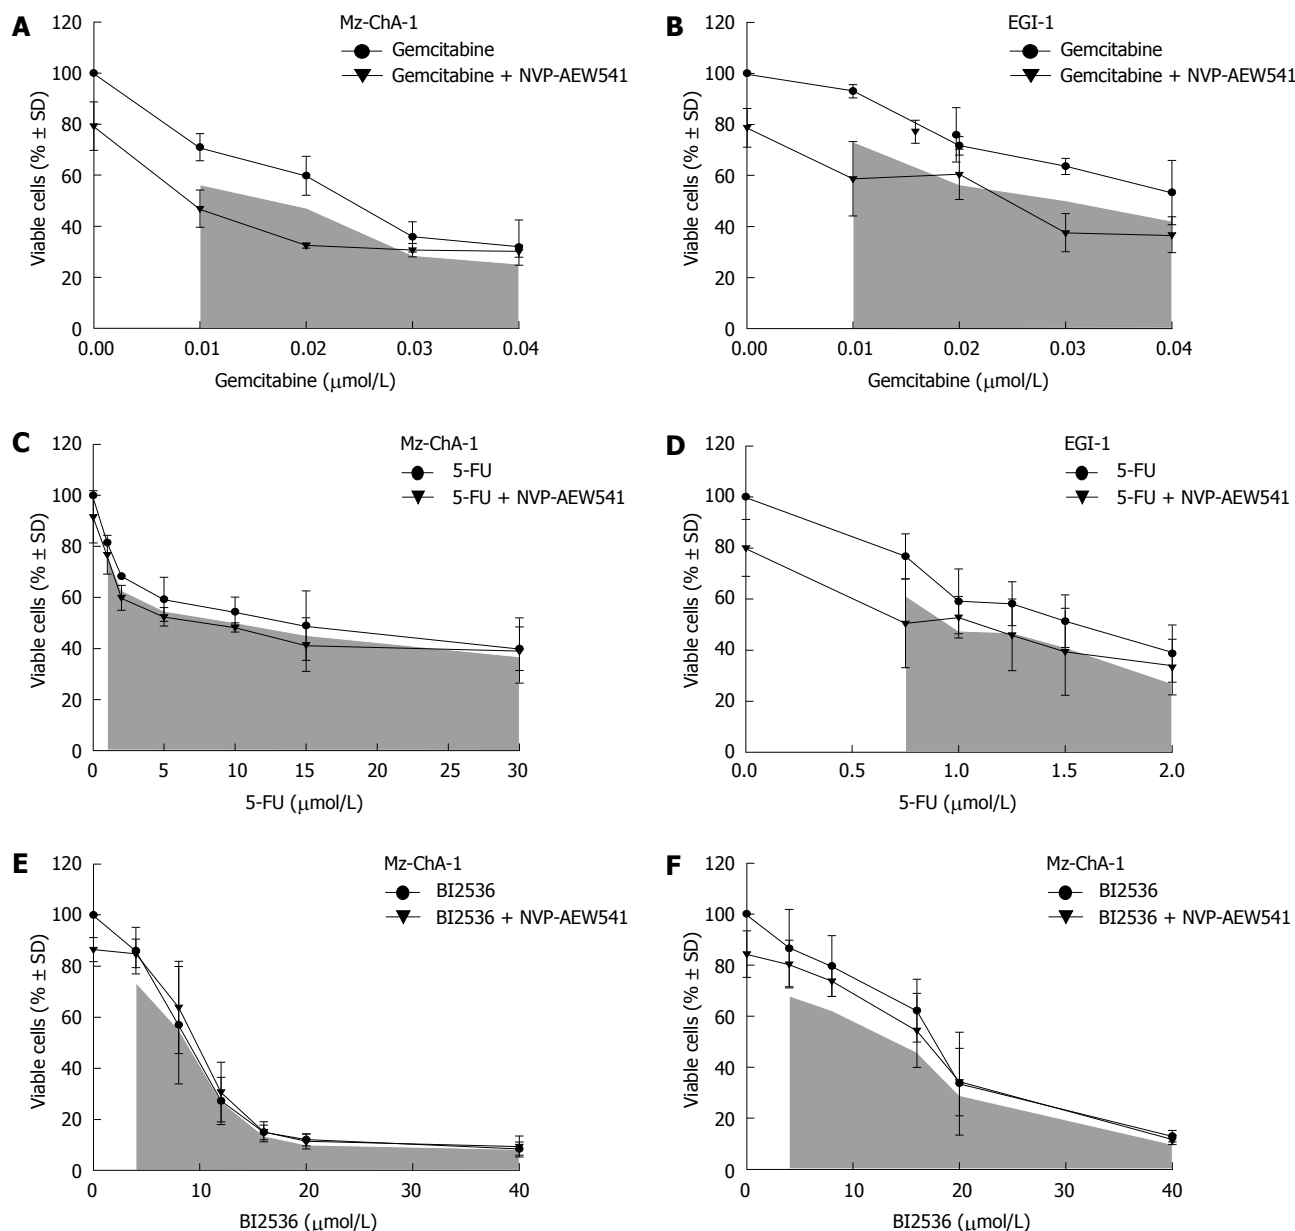 A
Mz-ChA-1
Gemcitabine
Gemcitabine + NVP-AEW541
Viable cells (% ± SD)
120
100
80
60
40
20
0
0.00 0.01 0.02 0.03 0.04
Gemcitabine (μmol/L)
B
EGI-1
Gemcitabine
Gemcitabine + NVP-AEW541
Viable cells (% ± SD)
120
100
80
60
40
20
0
0.00 0.01 0.02 0.03 0.04
Gemcitabine (μmol/L)
C
Mz-ChA-1
5-FU
5-FU + NVP-AEW541
Viable cells (% ± SD)
120
100
80
60
40
20
0
0 5 10 15 20 25 30
5-FU (μmol/L)
D
EGI-1
5-FU
5-FU + NVP-AEW541
Viable cells (% ± SD)
120
100
80
60
40
20
0
0.0 0.5 1.0 1.5 2.0
5-FU (μmol/L)
E
Mz-ChA-1
BI2536
BI2536 + NVP-AEW541
Viable cells (% ± SD)
120
100
80
60
40
20
0
0 10 20 30 40
BI2536 (μmol/L)
F
Mz-ChA-1
BI2536
BI2536 + NVP-AEW541
Viable cells (% ± SD)
120
100
80
60
40
20
0
0 10 20 30 40
BI2536 (μmol/L)